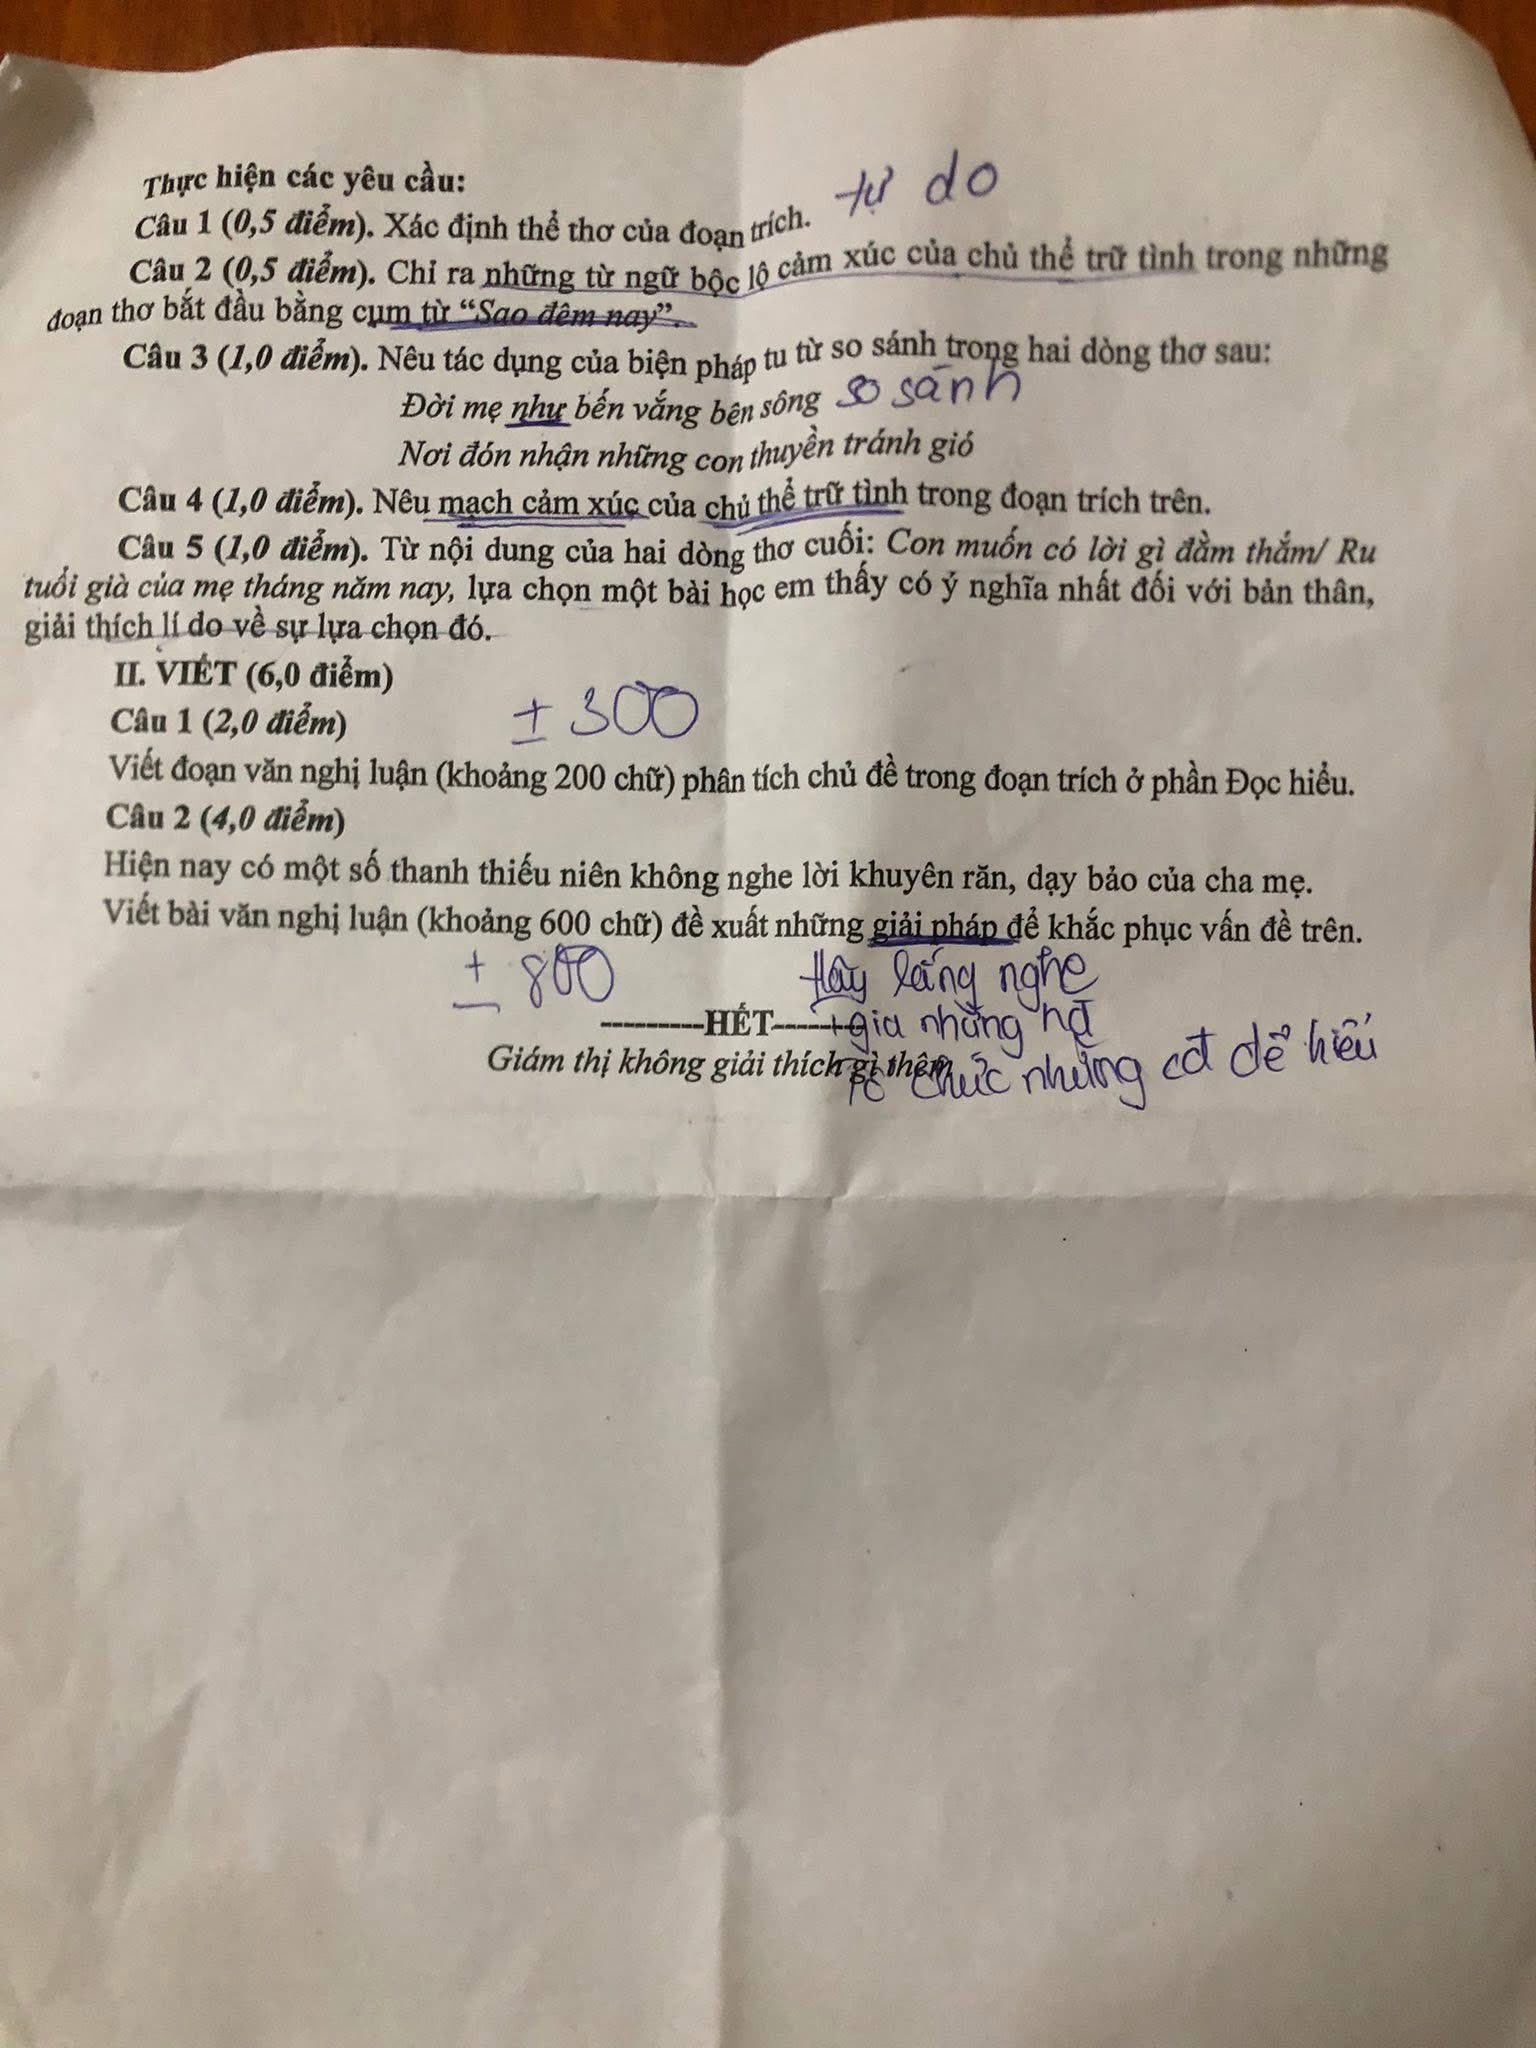 Thực hiện các yêu cầu:
Câu 1 (0,5 điểm). Xác định thể thơ của đoạn trích. tự do
Câu 2 (0,5 điểm). Chỉ ra những từ ngữ bộc lộ cảm xúc của chủ thể trữ tình trong những
đoạn thơ bắt đầu bằng cụm từ “Sao đêm nay”.
Câu 3 (1,0 điểm). Nêu tác dụng của biện pháp tu từ so sánh trong hai dòng thơ sau:
Đời mẹ như bến vắng bên sông so sánh
Nơi đón nhận những con thuyền tránh gió
Câu 4 (1,0 điểm). Nêu mạch cảm xúc của chủ thể trữ tình trong đoạn trích trên.
Câu 5 (1,0 điểm). Từ nội dung của hai dòng thơ cuối: Con muốn có lời gì đằm thắm/ Ru
tuổi già của mẹ tháng năm nay, lựa chọn một bài học em thấy có ý nghĩa nhất đối với bản thân,
giải thích lí do về sự lựa chọn đó.
II. VIẾT (6,0 điểm)
Câu 1 (2,0 điểm) ± 300
Viết đoạn văn nghị luận (khoảng 200 chữ) phân tích chủ đề trong đoạn trích ở phần Đọc hiểu.
Câu 2 (4,0 điểm)
Hiện nay có một số thanh thiếu niên không nghe lời khuyên răn, dạy bảo của cha mẹ.
Viết bài văn nghị luận (khoảng 600 chữ) đề xuất những giải pháp để khắc phục vấn đề trên.
± 800 Hãy lắng nghe
---------HẾT--------- gia những hđ
Giám thị không giải thích gì thêm chức những cđ để hiểu